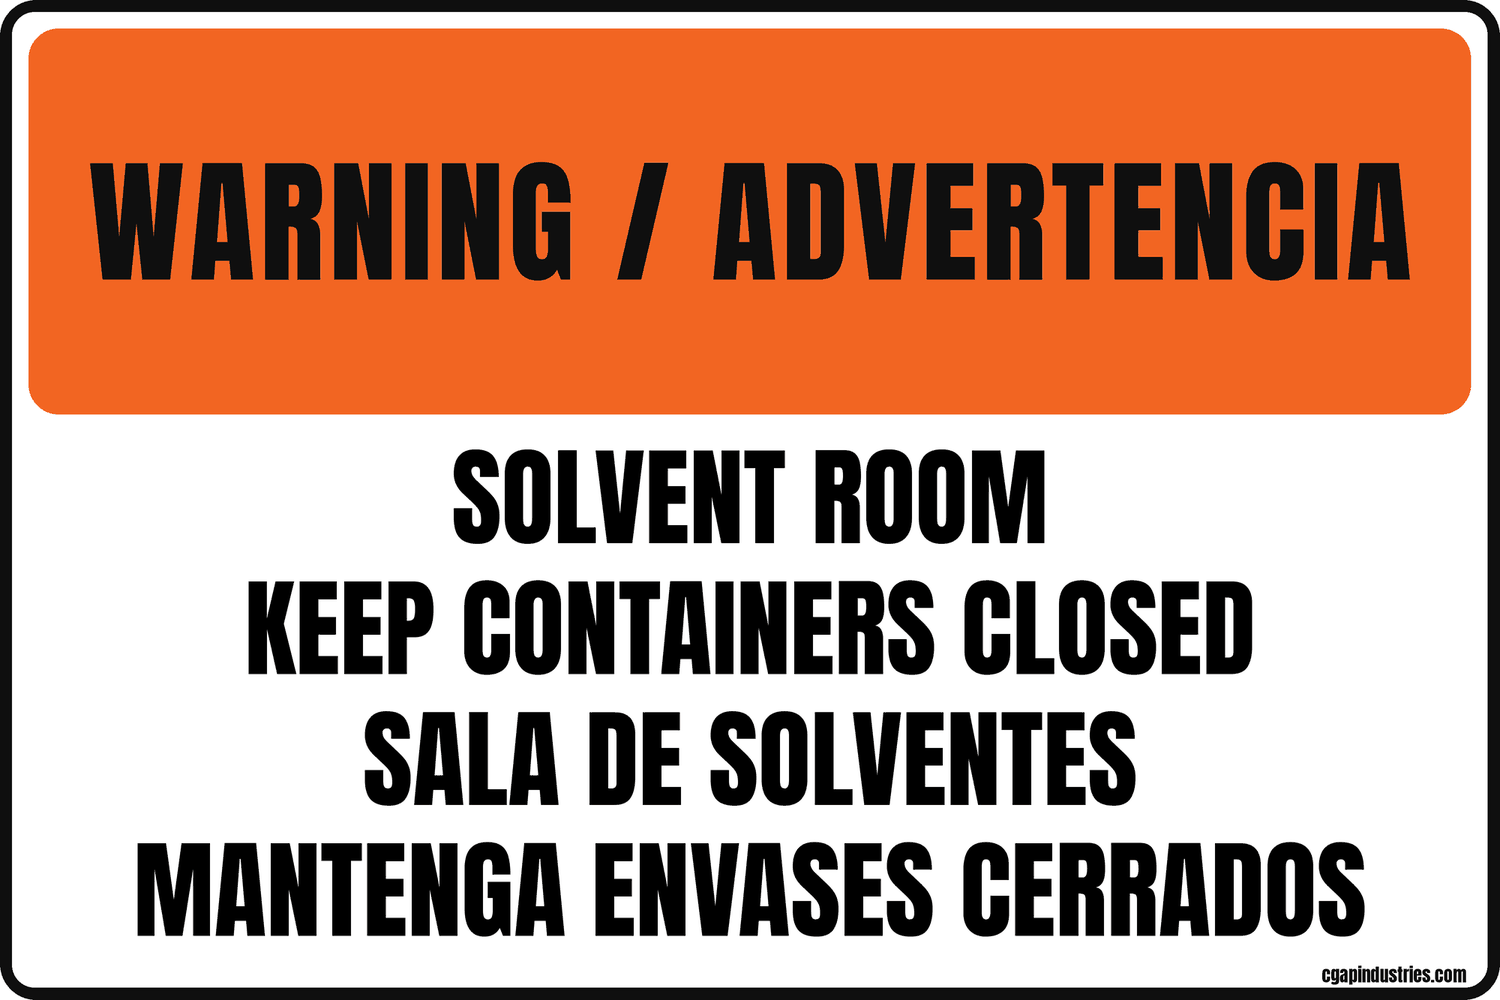 WARNING / ADVERTENCIA
SOLVENT ROOM
KEEP CONTAINERS CLOSED
SALA DE SOLVENTES
MANTENGA ENVASES CERRADOS
cgapindustries.com